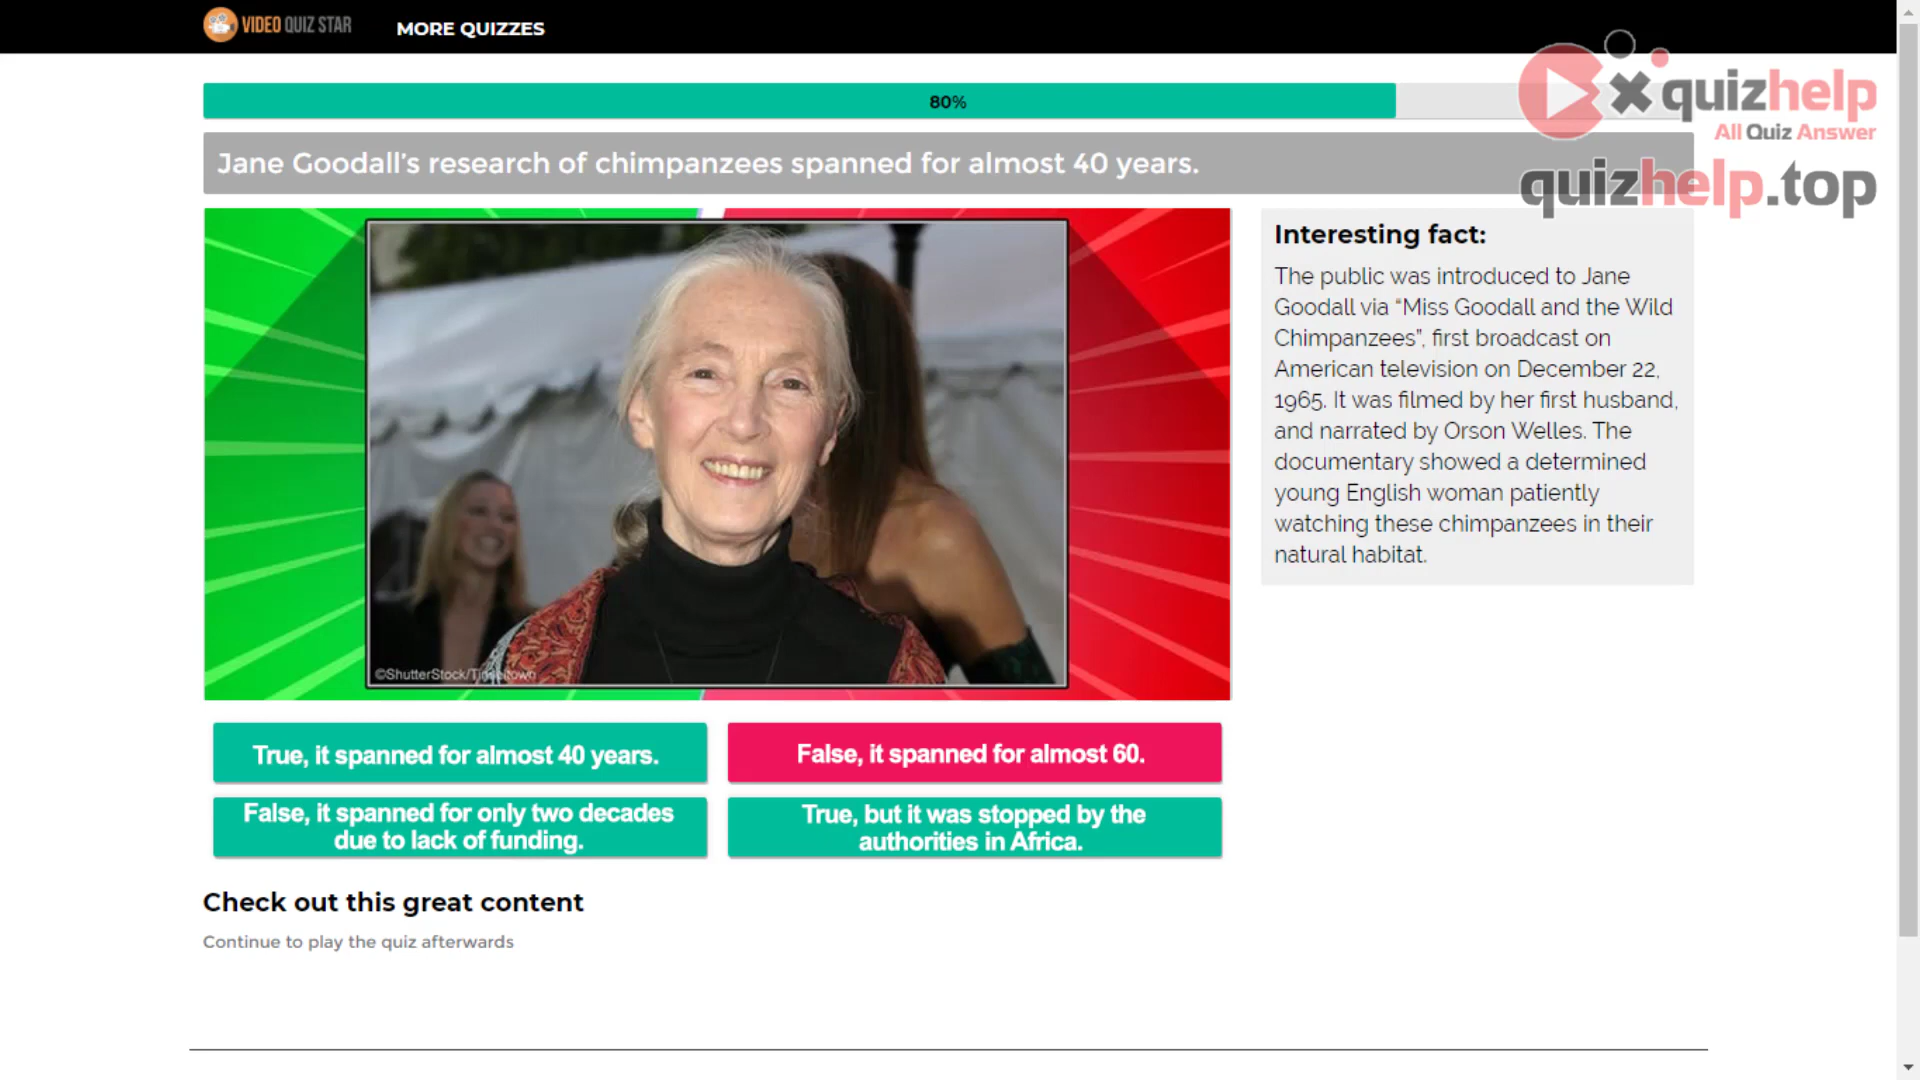 VIDEO QUIZ STAR
MORE QUIZZES
quizhelp
All Quiz Answer
quizhelp.top
80%
Jane Goodall’s research of chimpanzees spanned for almost 40 years.
©ShutterStock/Tinseltown
Interesting fact:
The public was introduced to Jane
Goodall via “Miss Goodall and the Wild
Chimpanzees”, first broadcast on
American television on December 22,
1965. It was filmed by her first husband,
and narrated by Orson Welles. The
documentary showed a determined
young English woman patiently
watching these chimpanzees in their
natural habitat.
True, it spanned for almost 40 years.
False, it spanned for almost 60.
False, it spanned for only two decades
due to lack of funding.
True, but it was stopped by the
authorities in Africa.
Check out this great content
Continue to play the quiz afterwards